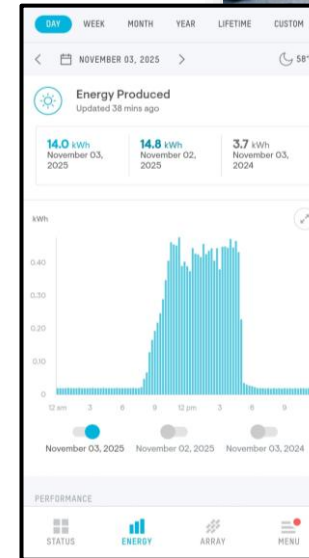 DAY WEEK MONTH YEAR LIFETIME CUSTOM
< NOVEMBER 03, 2025 > 58°
Energy Produced
Updated 38 mins ago
14.0 kWh 14.8 kWh 3.7 kWh
November 03, November 02, November 03,
2025 2025 2024
kWh
0.40
0.30
0.20
0.10
0
12 am 3 6 9 12 pm 3 6 9
November 03, 2025 November 02, 2025 November 03, 2024
PERFORMANCE
STATUS ENERGY ARRAY MENU